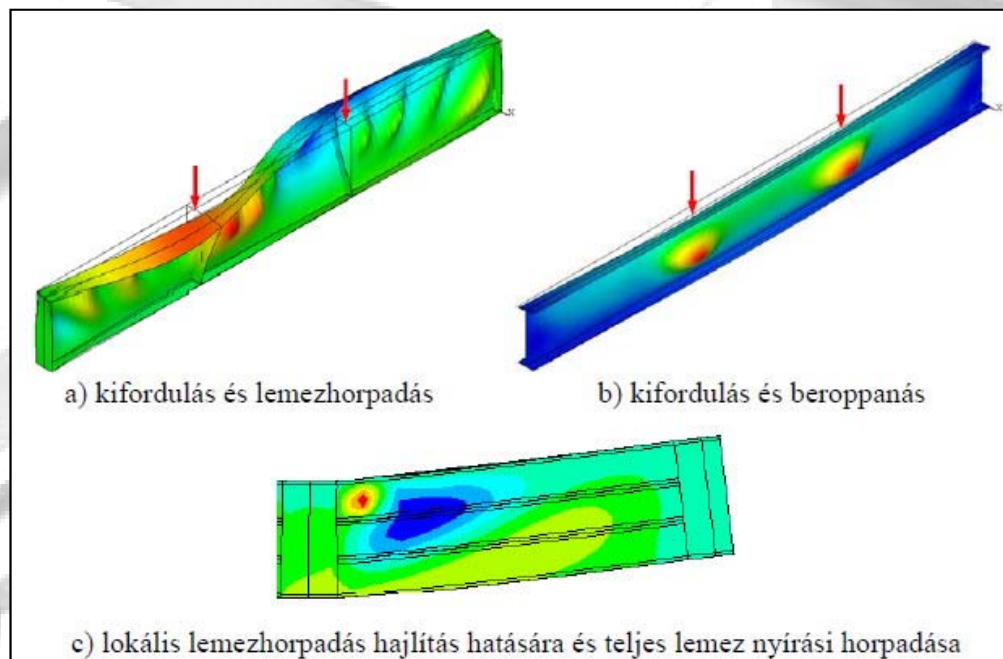 x
x
a) kifordulás és lemezhorpadás
b) kifordulás és beroppanás
c) lokális lemezhorpadás hajlítás hatására és teljes lemez nyírási horpadása